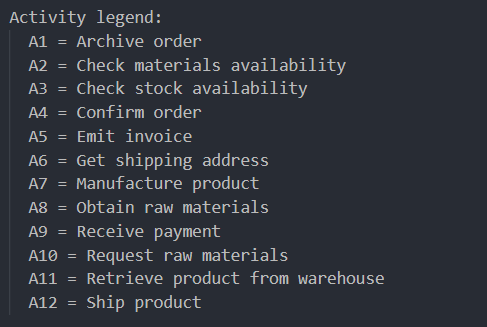 Activity legend:
A1 = Archive order
A2 = Check materials availability
A3 = Check stock availability
A4 = Confirm order
A5 = Emit invoice
A6 = Get shipping address
A7 = Manufacture product
A8 = Obtain raw materials
A9 = Receive payment
A10 = Request raw materials
A11 = Retrieve product from warehouse
A12 = Ship product